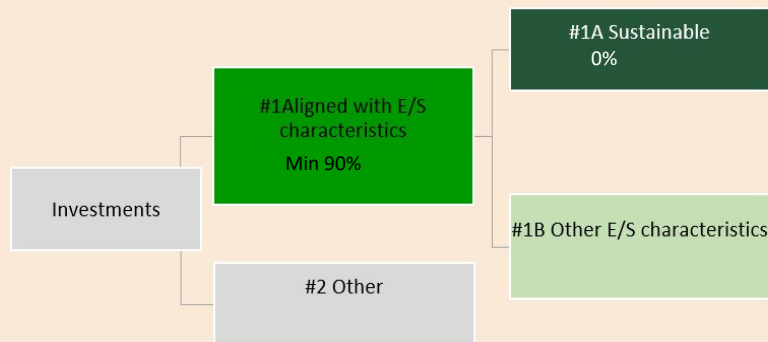 #1A Sustainable
0%
#1Aligned with E/S
characteristics
Min 90%
Investments
#1B Other E/S characteristics
#2 Other